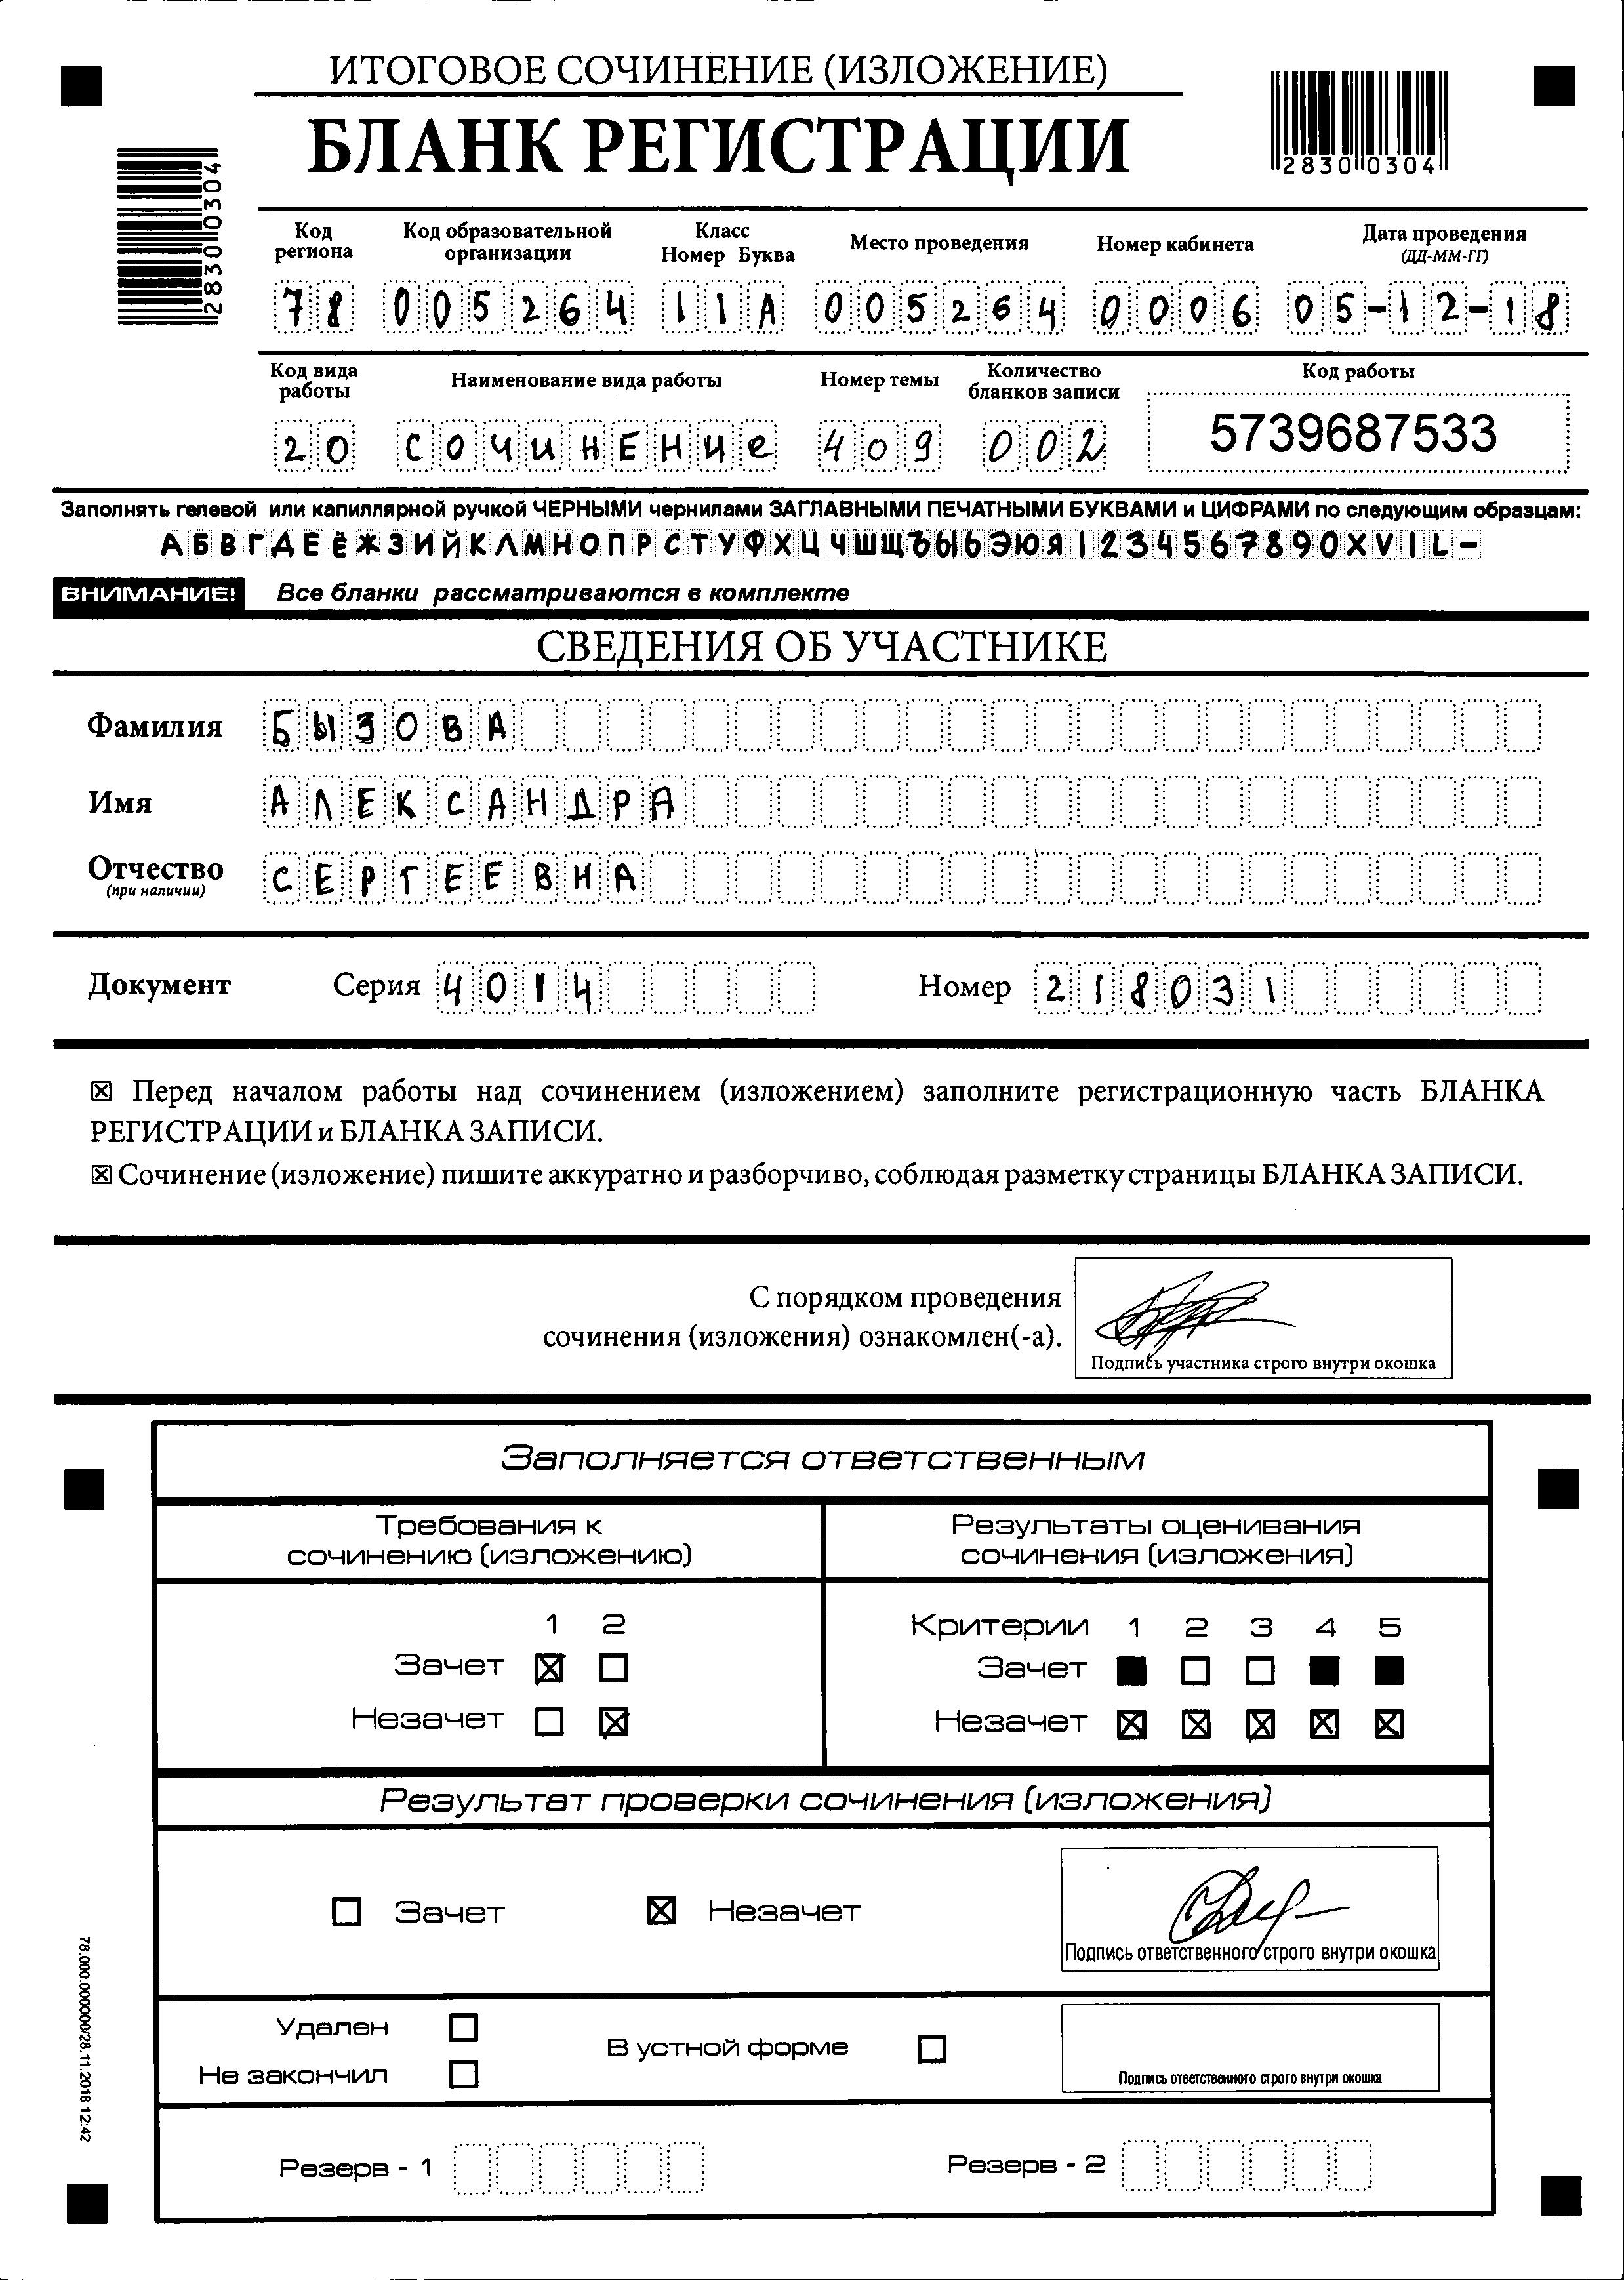 ИТОГОВОЕ СОЧИНЕНИЕ (ИЗЛОЖЕНИЕ)
БЛАНК РЕГИСТРАЦИИ
28300304
28300304
Код региона Код образовательной организации Класс Номер Буква Место проведения Номер кабинета Дата проведения (ДД-ММ-ГГ)
78 005264 11А 005264 0006 05-12-18
Код вида работы Наименование вида работы Номер темы Количество бланков записи Код работы
20 СОЧИНЕНИЕ 409 002 5739687533
Заполнять гелевой или капиллярной ручкой ЧЕРНЫМИ чернилами ЗАГЛАВНЫМИ ПЕЧАТНЫМИ БУКВАМИ и ЦИФРАМИ по следующим образцам:
АБВГДЕЁЖЗИЙКЛМНОПРСТУФХЦЧШЩЪЫЬЭЮЯ1234567890XVIL-
ВНИМАНИЕ! Все бланки рассматриваются в комплекте
СВЕДЕНИЯ ОБ УЧАСТНИКЕ
Фамилия БЫЗОВА
Имя АЛЕКСАНДРА
Отчество СЕРГЕЕВНА
(при наличии)
Документ Серия 4014 Номер 218031
Перед началом работы над сочинением (изложением) заполните регистрационную часть БЛАНКА
РЕГИСТРАЦИИ и БЛАНКА ЗАПИСИ.
Сочинение (изложение) пишите аккуратно и разборчиво, соблюдая разметку страницы БЛАНКА ЗАПИСИ.
С порядком проведения
сочинения (изложения) ознакомлен(-а).
Подпись участника строго внутри окошка
Заполняется ответственным
Требования к сочинению (изложению) Результаты оценивания сочинения (изложения)
1 2 Критерии 1 2 3 4 5
Зачет Зачет
Незачет Незачет
Результат проверки сочинения (изложения)
Зачет Незачет
Подпись ответственного строго внутри окошка
Удален
В устной форме
Не закончил
Подпись ответственного строго внутри окошка
Резерв - 1 Резерв - 2
78.000.000000/28.11.2018 12:42